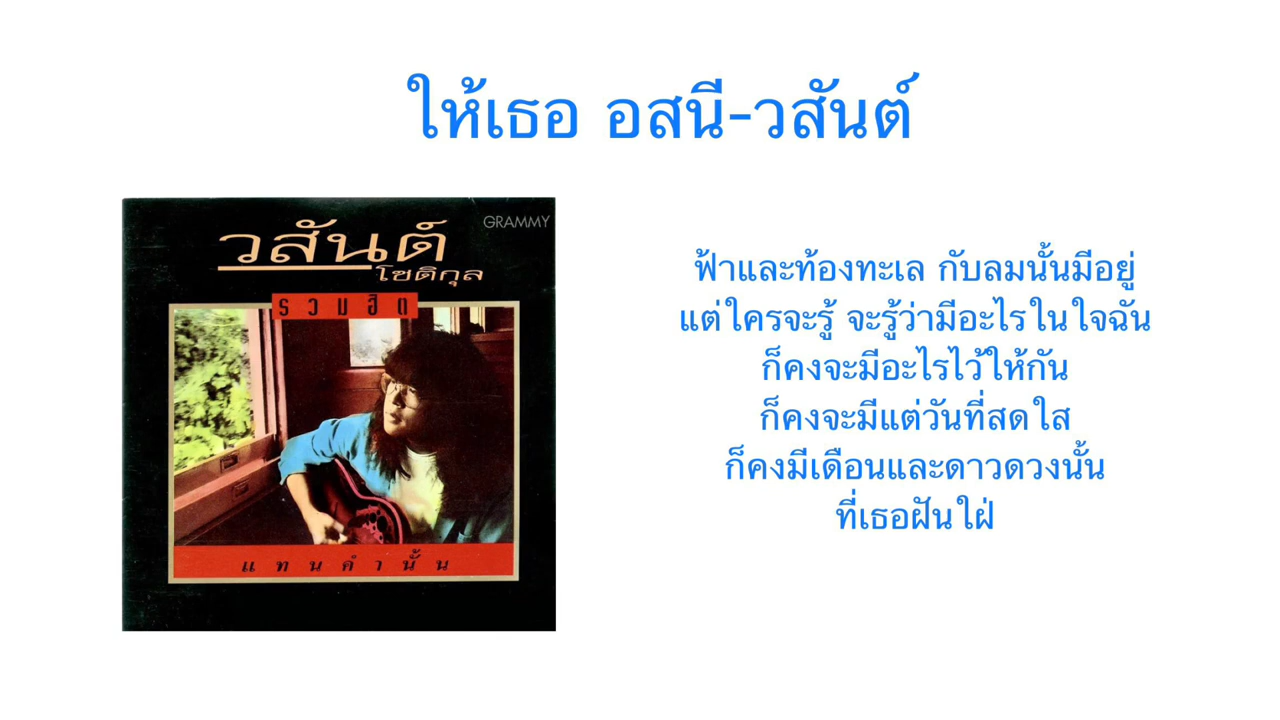 ให้เธอ อสนี-วสันต์
GRAMMY
วสันต์
โชติกุล
รวมฮิต
แทนคำนั้น
ฟ้าและท้องทะเล กับลมนั้นมีอยู่
แต่ใครจะรู้ จะรู้ว่ามีอะไรในใจฉัน
ก็คงจะมีอะไรไว้ให้กัน
ก็คงจะมีแต่วันที่สดใส
ก็คงมีเดือนและดาวดวงนั้น
ที่เธอฝันใฝ่